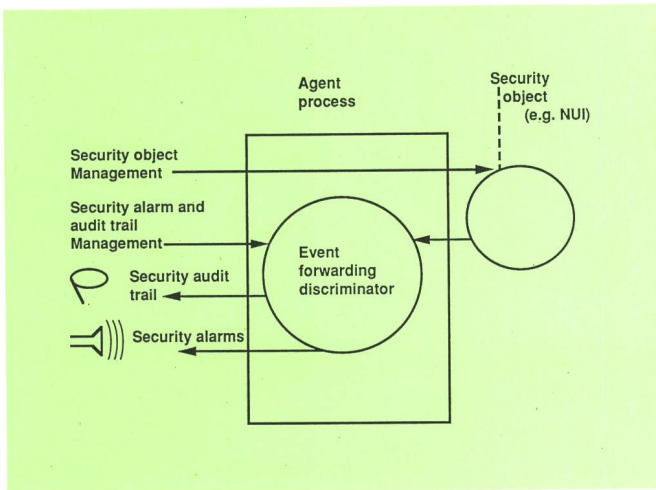 Agent
process
Security
object
(e.g. NUI)
Security object
Management
Security alarm and
audit trail
Management
Event
forwarding
discriminator
Security audit
trail
Security alarms